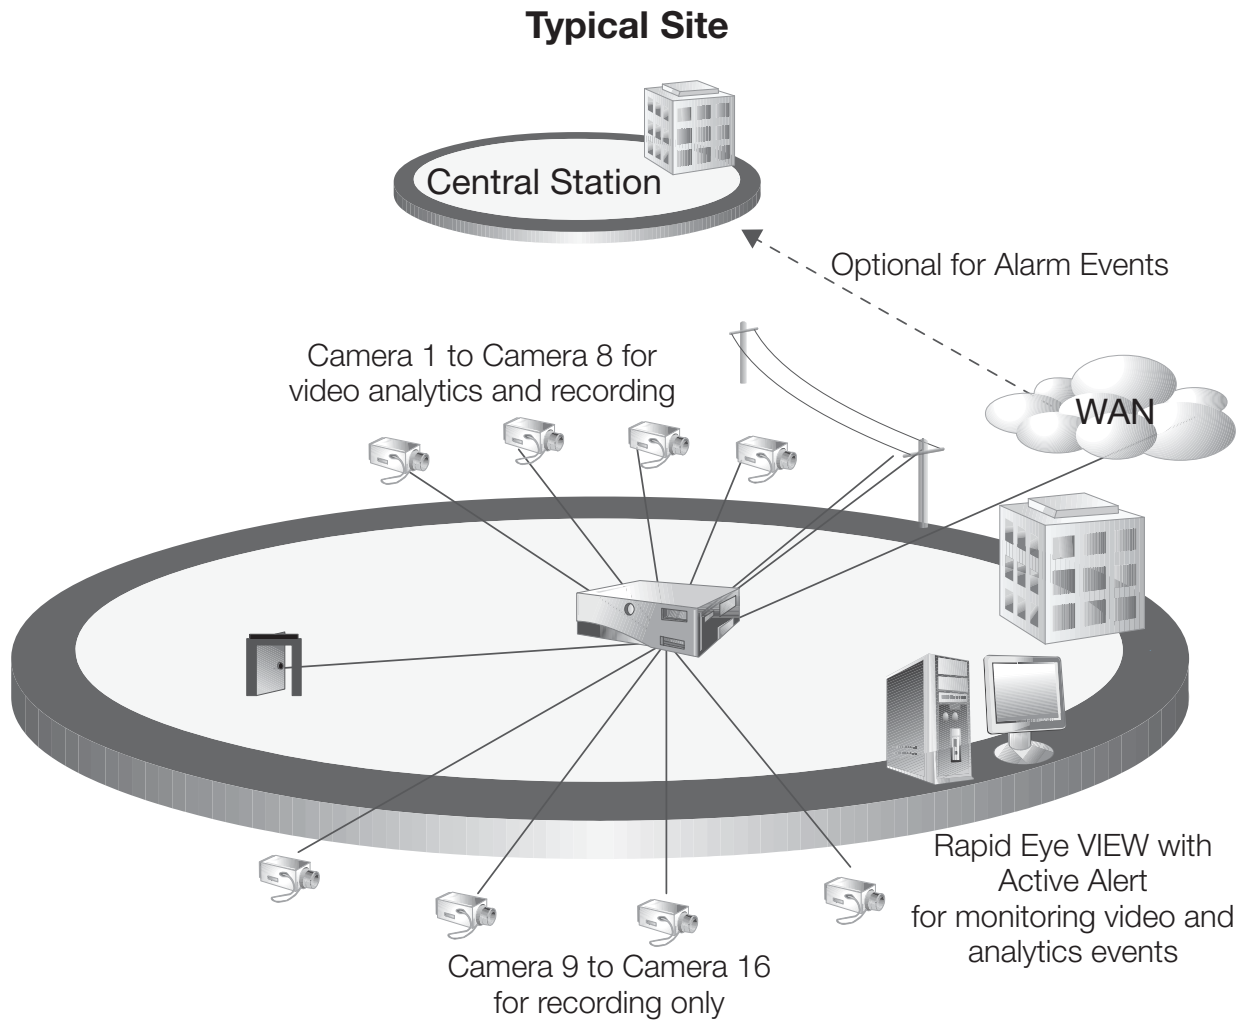 Typical Site
Central Station
Optional for Alarm Events
Camera 1 to Camera 8 for
video analytics and recording
WAN
Rapid Eye VIEW with
Active Alert
for monitoring video and
analytics events
Camera 9 to Camera 16
for recording only